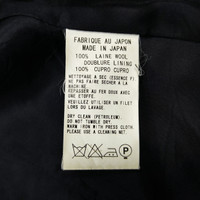 FABRIQUE AU JAPON
MADE IN JAPAN
100% LAINE WOOL
DOUBLURE LINING
100% CUPRO CUPRO
NETTOYAGE A SEC (ESSENCE F)
NE PAS FAIRE SECHER A LA
MACHINE.
REPASSER AU FER DOUX AVEC
UNE ETOFFE.
VEUILLEZ UTILISER UN FILET
DE LAVAGE.
DRY CLEAN (PETROLEUM).
DO NOT TUMBLE DRY.
WARM IRON WITH PRESS CLOTH.
PLEASE USE A CLEANING NET.
P